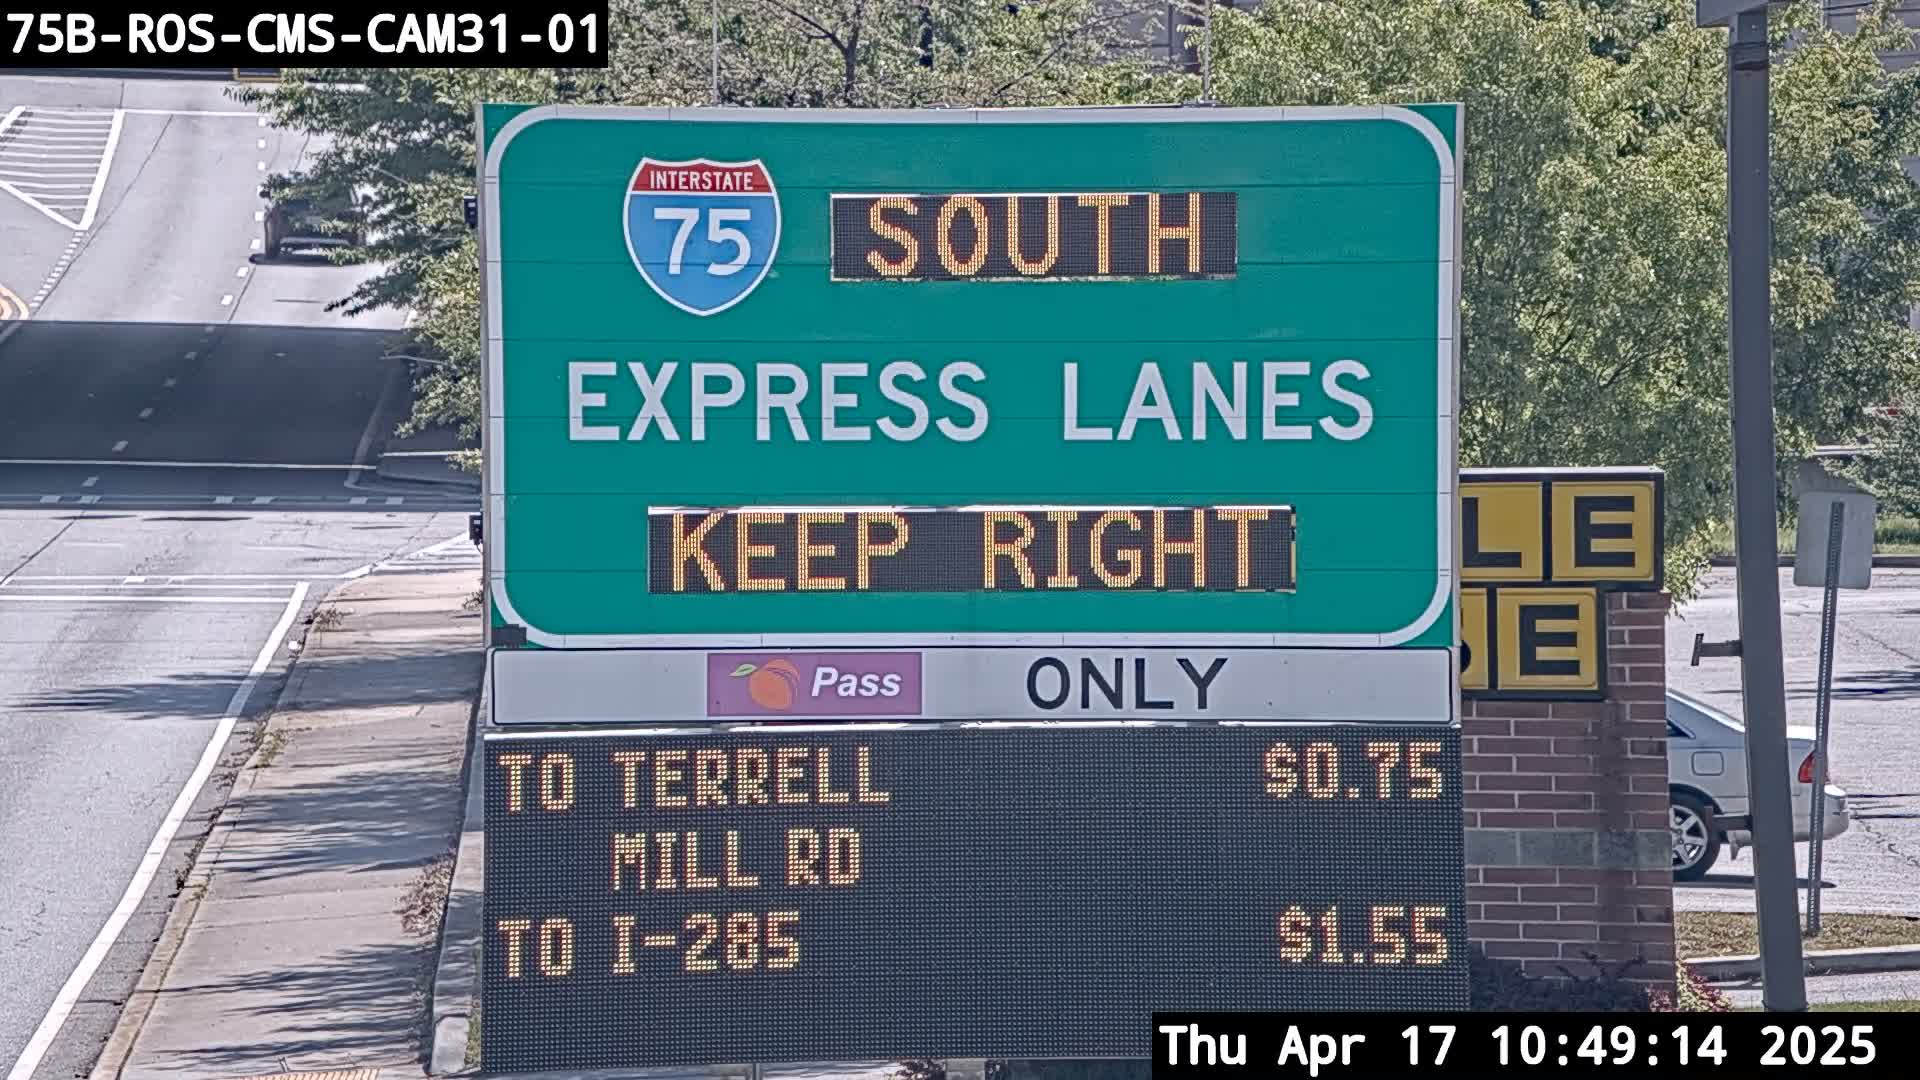 75B-ROS-CMS-CAM31-01
INTERSTATE
75
SOUTH
EXPRESS LANES
KEEP RIGHT
LE
E
Pass ONLY
TO TERRELL $0.75
MILL RD
TO I-285 $1.55
Thu Apr 17 10:49:14 2025